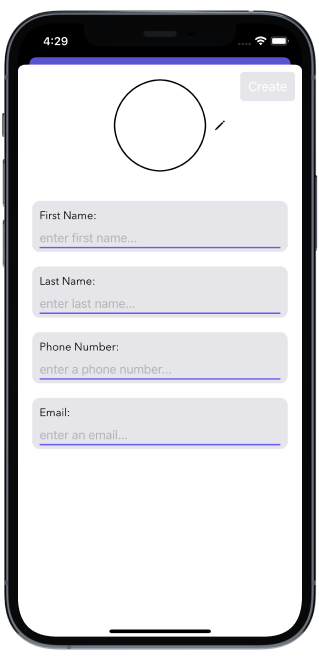 4:29
Create
First Name:
enter first name...
Last Name:
enter last name...
Phone Number:
enter a phone number...
Email:
enter an email...